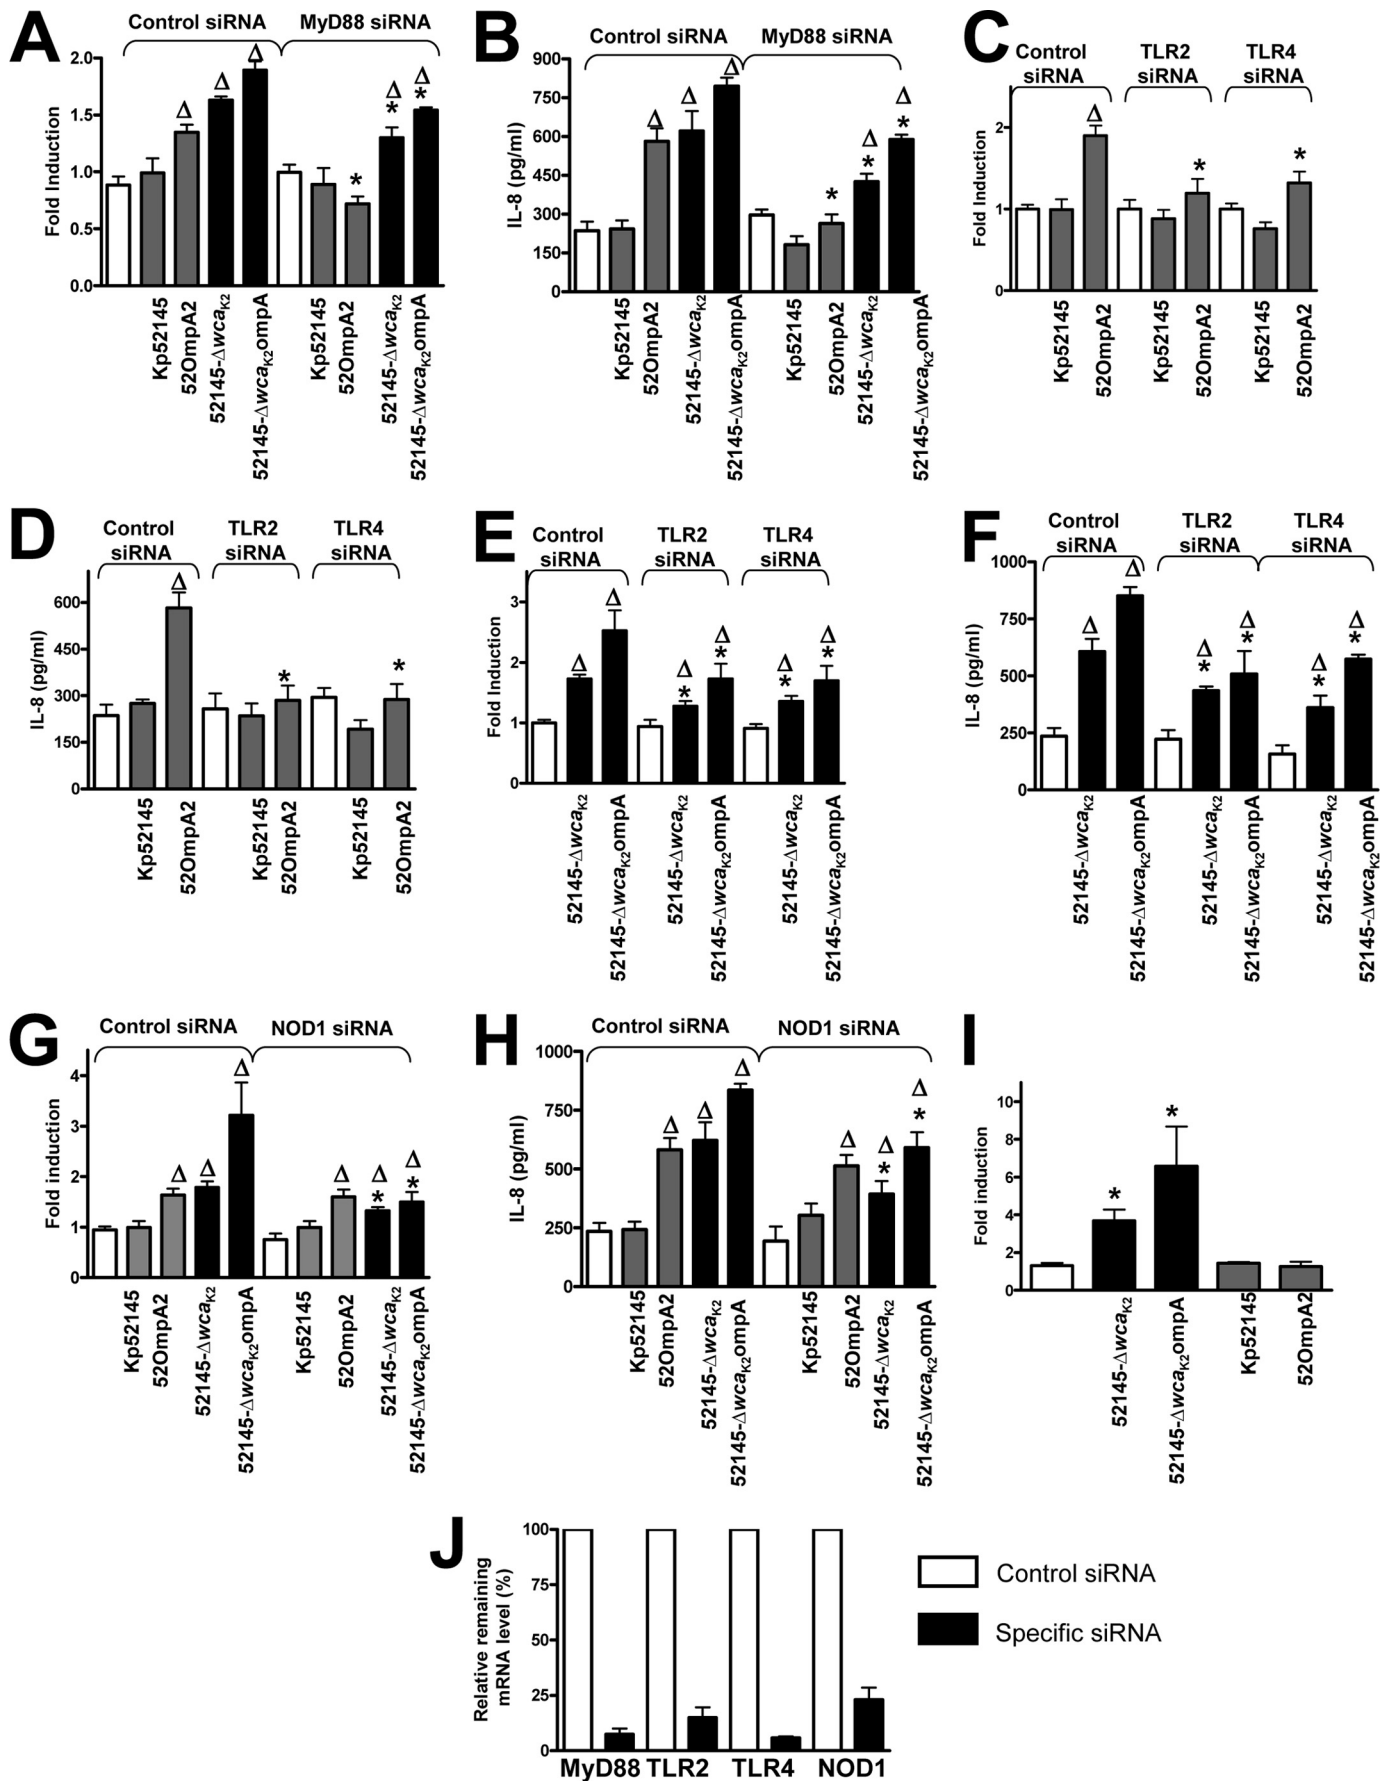 A
Control siRNA
MyD88 siRNA
Fold Induction
2.0
1.5
1.0
0.5
0.0
Δ
Δ
Δ
*
Δ
*
Δ
*
Kp52145
52OmpA2
52145-ΔwcaK2
52145-ΔwcaK2ompA
Kp52145
52OmpA2
52145-ΔwcaK2
52145-ΔwcaK2ompA
B
Control siRNA
MyD88 siRNA
IL-8 (pg/ml)
900
750
600
450
300
150
0
Δ
Δ
Δ
*
Δ
*
Δ
*
Kp52145
52OmpA2
52145-ΔwcaK2
52145-ΔwcaK2ompA
Kp52145
52OmpA2
52145-ΔwcaK2
52145-ΔwcaK2ompA
C
Control
siRNA
TLR2
siRNA
TLR4
siRNA
Fold Induction
2
1
0
Δ
*
*
Kp52145
52OmpA2
Kp52145
52OmpA2
Kp52145
52OmpA2
D
Control
siRNA
TLR2
siRNA
TLR4
siRNA
IL-8 (pg/ml)
600
450
300
150
0
Δ
*
*
Kp52145
52OmpA2
Kp52145
52OmpA2
Kp52145
52OmpA2
E
Control
siRNA
TLR2
siRNA
TLR4
siRNA
Fold Induction
3
2
1
0
Δ
Δ
Δ
*
Δ
*
Δ
*
Δ
*
52145-ΔwcaK2
52145-ΔwcaK2ompA
52145-ΔwcaK2
52145-ΔwcaK2ompA
52145-ΔwcaK2
52145-ΔwcaK2ompA
F
Control
siRNA
TLR2
siRNA
TLR4
siRNA
IL-8 (pg/ml)
1000
750
500
250
0
Δ
Δ
Δ
*
Δ
*
Δ
*
Δ
*
52145-ΔwcaK2
52145-ΔwcaK2ompA
52145-ΔwcaK2
52145-ΔwcaK2ompA
52145-ΔwcaK2
52145-ΔwcaK2ompA
G
Control siRNA
NOD1 siRNA
Fold induction
4
3
2
1
0
Δ
Δ
Δ
Δ
Δ
*
Δ
*
Kp52145
52OmpA2
52145-ΔwcaK2
52145-ΔwcaK2ompA
Kp52145
52OmpA2
52145-ΔwcaK2
52145-ΔwcaK2ompA
H
Control siRNA
NOD1 siRNA
IL-8 (pg/ml)
1000
750
500
250
0
Δ
Δ
Δ
Δ
Δ
*
Δ
*
Kp52145
52OmpA2
52145-ΔwcaK2
52145-ΔwcaK2ompA
Kp52145
52OmpA2
52145-ΔwcaK2
52145-ΔwcaK2ompA
I
Fold induction
10
8
6
4
2
0
*
*
52145-ΔwcaK2
52145-ΔwcaK2ompA
Kp52145
52OmpA2
J
Relative remaining
mRNA level (%)
100
75
50
25
0
MyD88
TLR2
TLR4
NOD1
Control siRNA
Specific siRNA